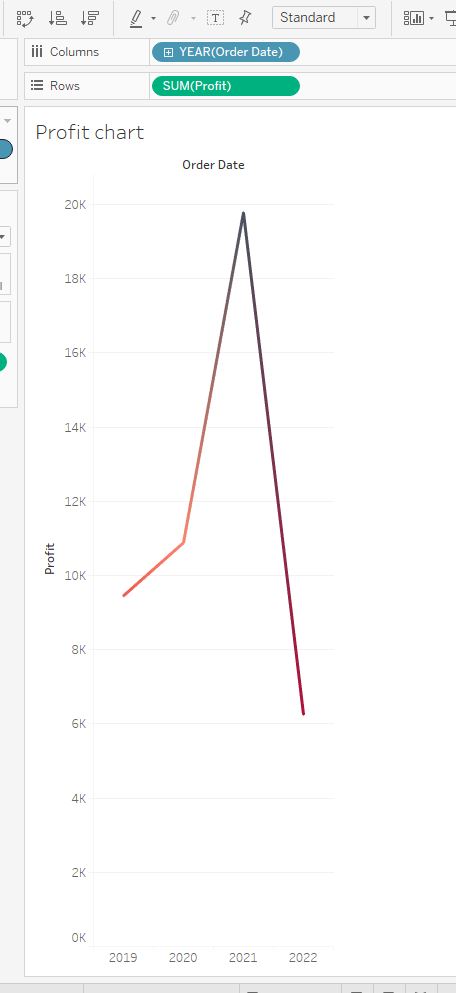 T
Standard
Columns
YEAR(Order Date)
Rows
SUM(Profit)
Profit chart
Order Date
20K
18K
16K
14K
12K
10K
8K
6K
4K
2K
0K
Profit
2019 2020 2021 2022